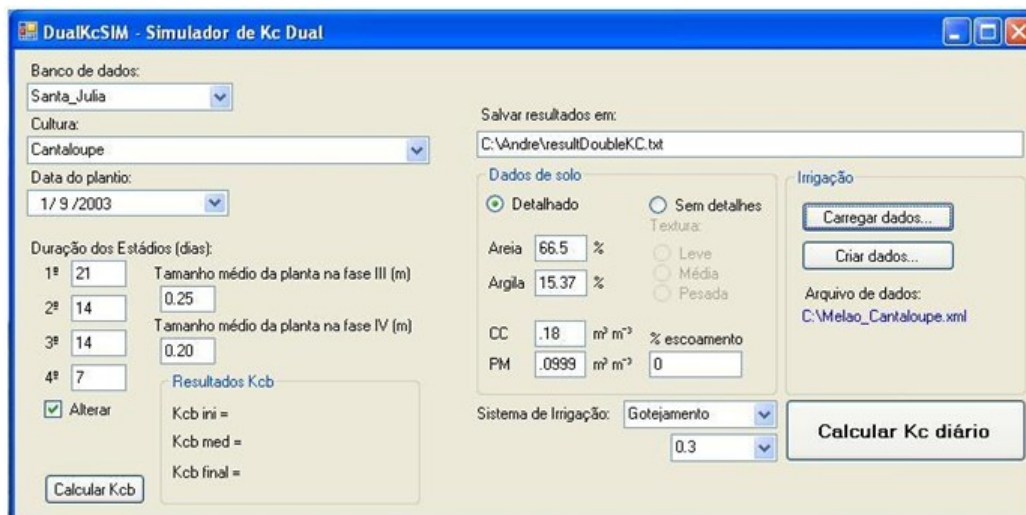 DualKcSIM - Simulador de Kc Dual
Banco de dados:
Santa_Julia
Cultura:
Cantaloupe
Data do plantio:
1/ 9 /2003
Duração dos Estádios (dias):
1ª 21
2ª 14
3ª 14
4ª 7
Alterar
Calcular Kcb
Tamanho médio da planta na fase III (m)
0.25
Tamanho médio da planta na fase IV (m)
0.20
Resultados Kcb
Kcb ini =
Kcb med =
Kcb final =
Salvar resultados em:
C:\Andre\resultDoubleKC.txt
Dados de solo
Detalhado
Sem detalhes
Textura:
Leve
Média
Pesada
Areia 66.5 %
Argila 15.37 %
CC .18 m³ m⁻³
PM .0999 m³ m⁻³
% escoamento
0
Sistema de Irrigação: Gotejamento
0.3
Irrigação
Carregar dados...
Criar dados...
Arquivo de dados:
C:\Melao_Cantaloupe.xml
Calcular Kc diário